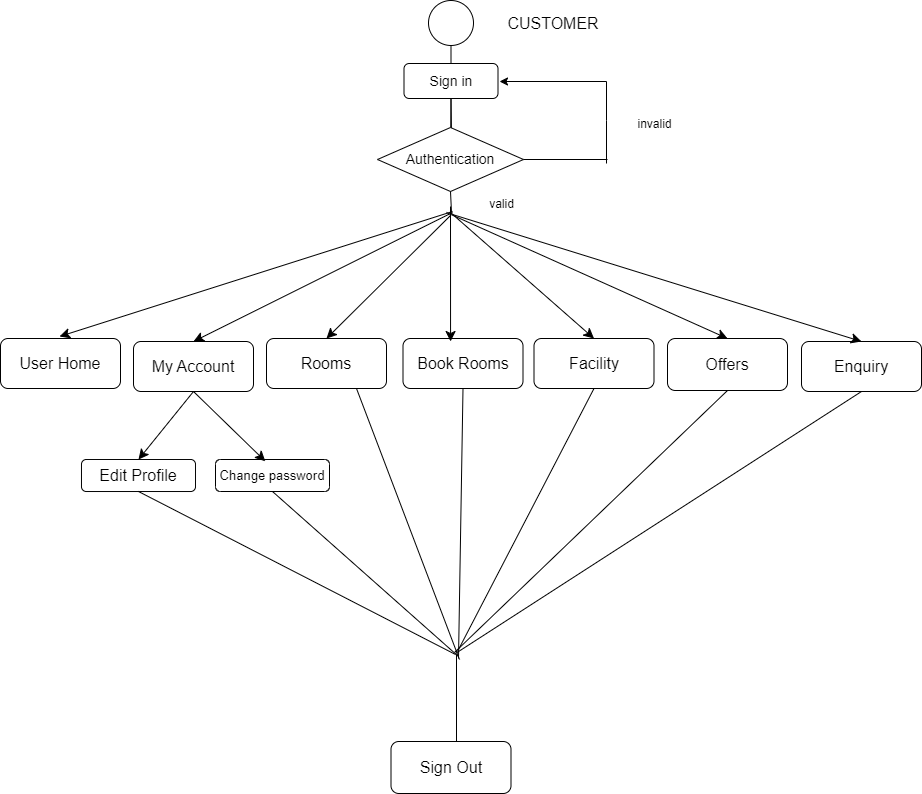 CUSTOMER
Sign in
invalid
Authentication
valid
User Home
My Account
Rooms
Book Rooms
Facility
Offers
Enquiry
Edit Profile
Change password
Sign Out